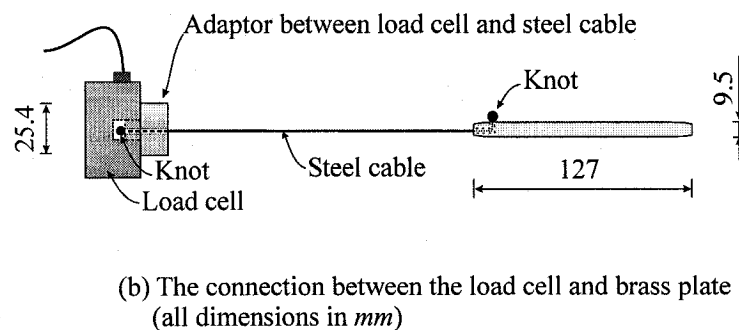 Adaptor between load cell and steel cable
Knot
9.5
25.4
Knot
Steel cable
127
Load cell
(b) The connection between the load cell and brass plate
(all dimensions in mm)